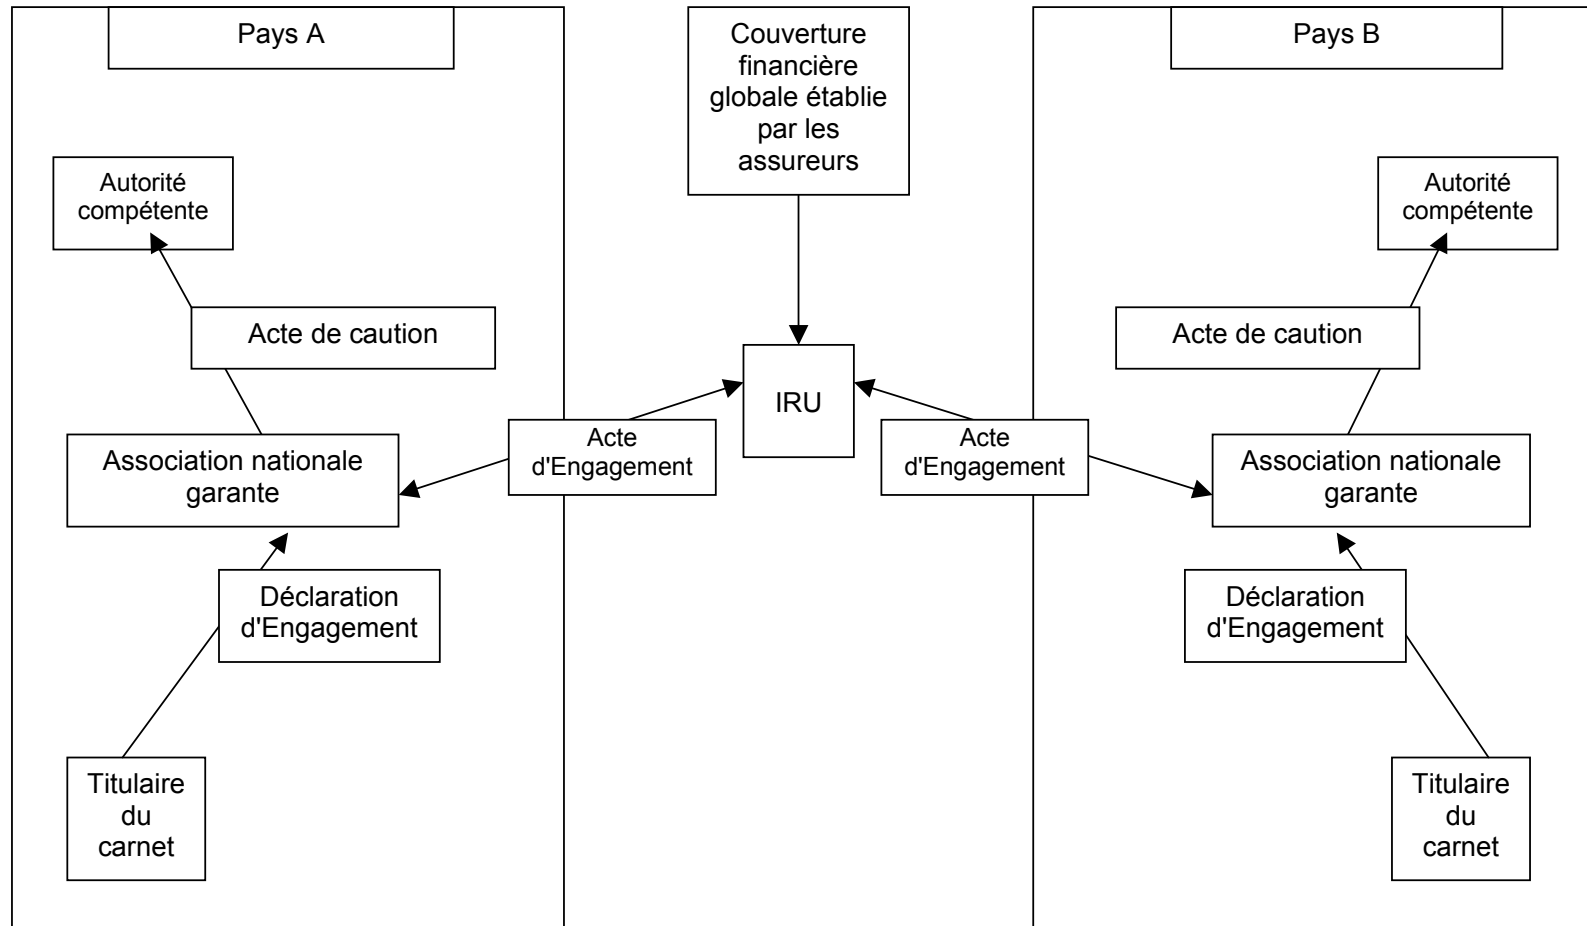 Pays A
Couverture
financière
globale établie
par les
assureurs
Pays B
Autorité
compétente
Autorité
compétente
Acte de caution
Acte de caution
IRU
Acte
d'Engagement
Acte
d'Engagement
Association nationale
garante
Association nationale
garante
Déclaration
d'Engagement
Déclaration
d'Engagement
Titulaire
du
carnet
Titulaire
du
carnet